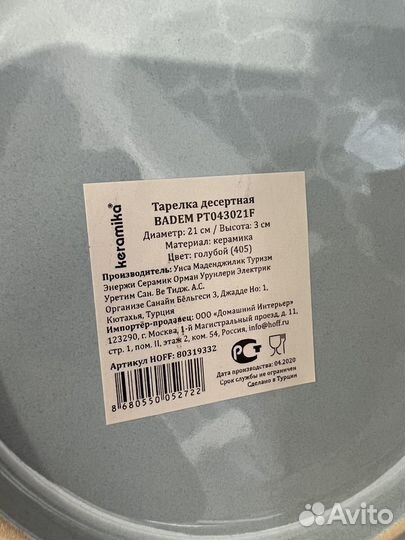 keramika®
Тарелка десертная
BADEM PT043021F
Диаметр: 21 см / Высота: 3 см
Материал: керамика
Цвет: голубой (405)
Производитель: Уиса Маденджилик Туризм
Энержи Серамик Орман Урунлери Электрик
Уретим Сан. Ве Тидж. А.С.
Организе Санайи Бёльгеси 3, Джадде Но: 1,
Кютахья, Турция
Импортёр-продавец: ООО «Домашний Интерьер»
123290, г. Москва, 1-й Магистральный проезд, д. 11,
стр. 1, пом. II, этаж 2, ком. 54, Россия, info@hoff.ru
Артикул HOFF: 80319332
Дата производства: 04.2020
Срок службы не ограничен
Сделано в Турции
8 680550 052722
Avito